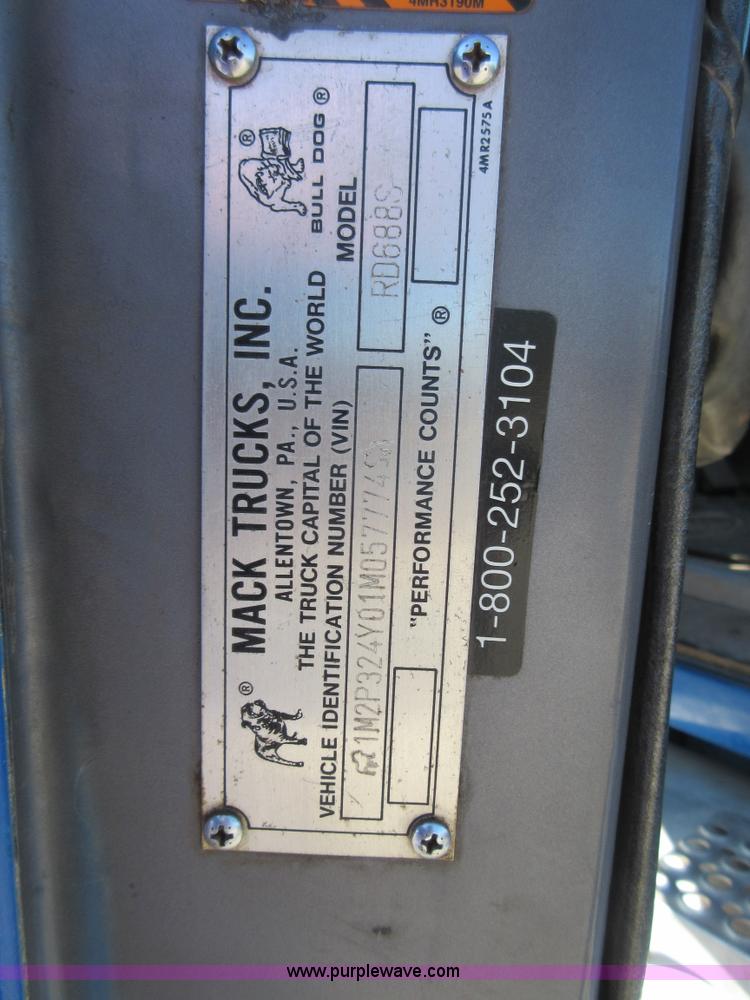 4MR3190M
® MACK TRUCKS, INC. ®
ALLENTOWN, PA., U.S.A.
THE TRUCK CAPITAL OF THE WORLD BULL DOG ®
VEHICLE IDENTIFICATION NUMBER (VIN) MODEL
1M2P324Y01M057774 RD688S
"PERFORMANCE COUNTS" ®
4MR2575A
1-800-252-3104
www.purplewave.com